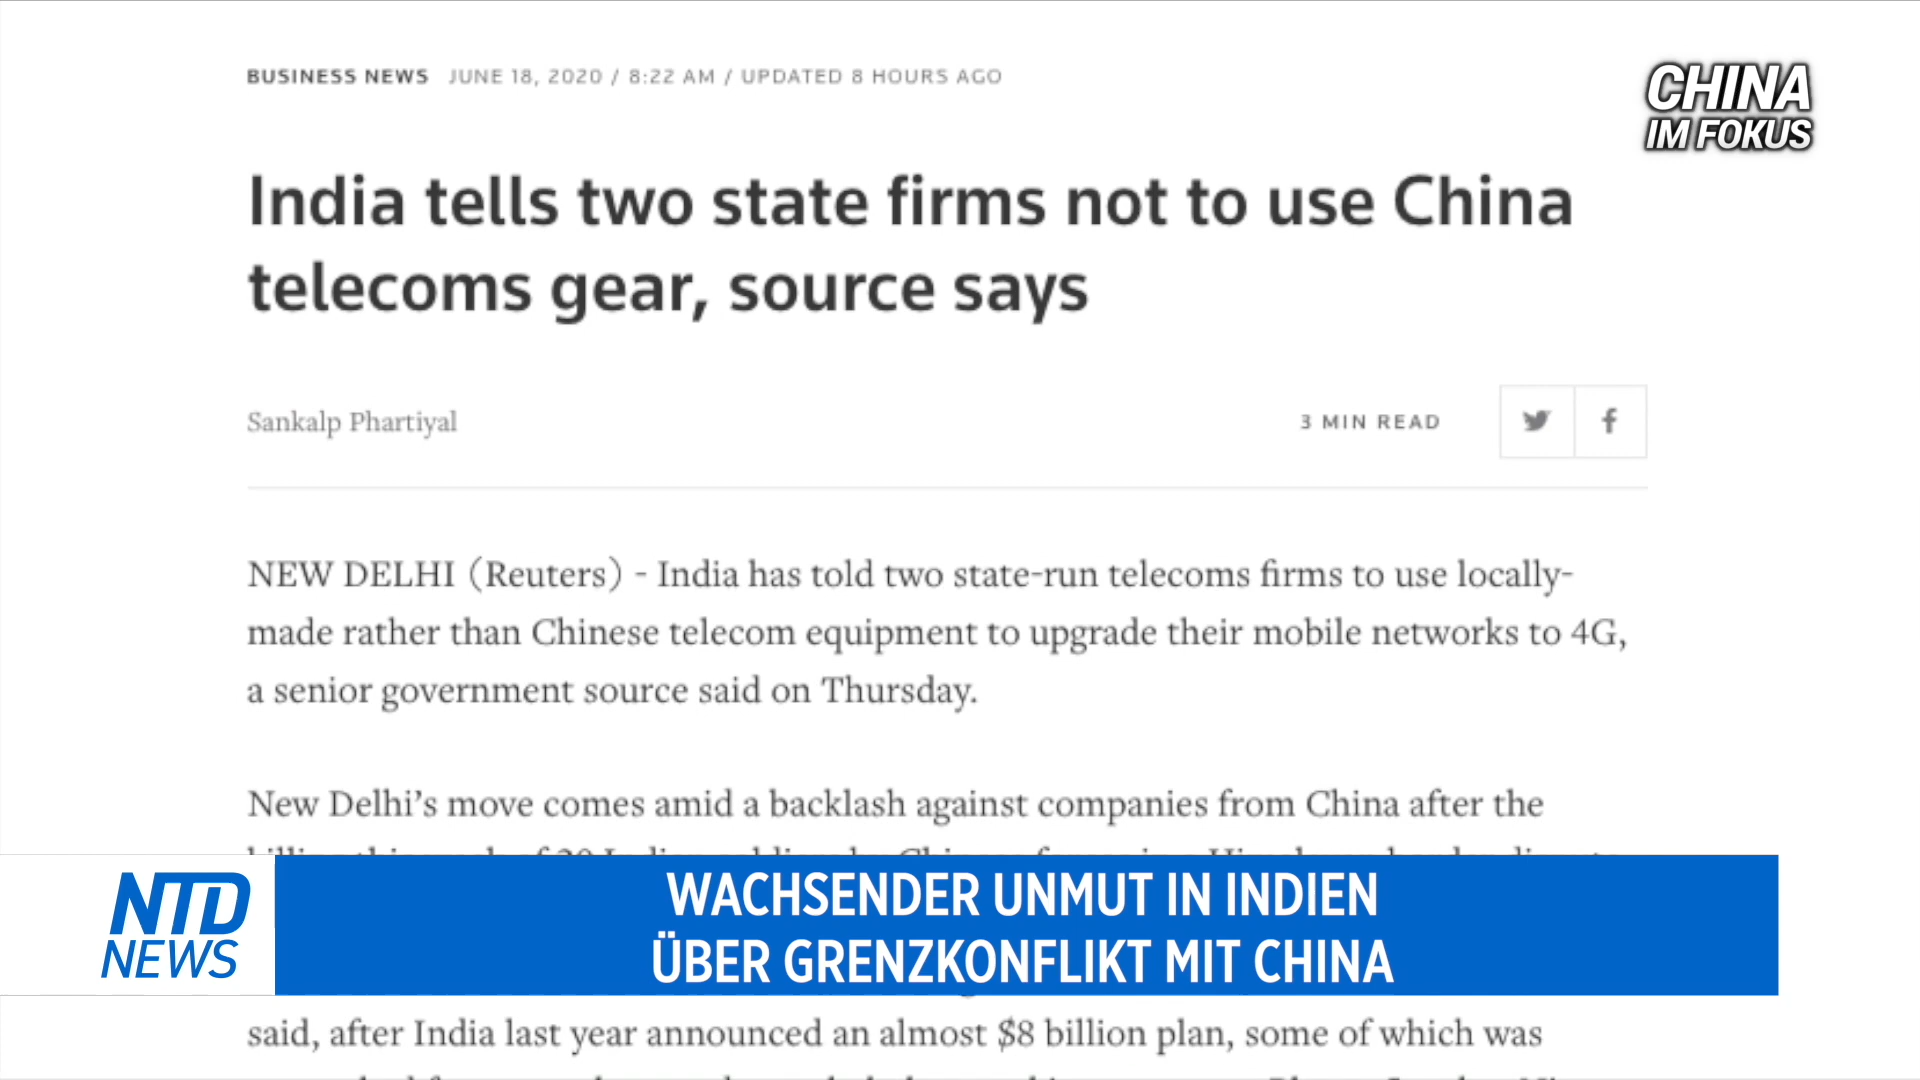 BUSINESS NEWS JUNE 18, 2020 / 8:22 AM / UPDATED 8 HOURS AGO
CHINA
IM FOKUS
India tells two state firms not to use China
telecoms gear, source says
Sankalp Phartiyal
3 MIN READ
NEW DELHI (Reuters) - India has told two state-run telecoms firms to use locally-
made rather than Chinese telecom equipment to upgrade their mobile networks to 4G,
a senior government source said on Thursday.
New Delhi’s move comes amid a backlash against companies from China after the
NTD
NEWS
WACHSENDER UNMUT IN INDIEN
ÜBER GRENZKONFLIKT MIT CHINA
said, after India last year announced an almost $8 billion plan, some of which was